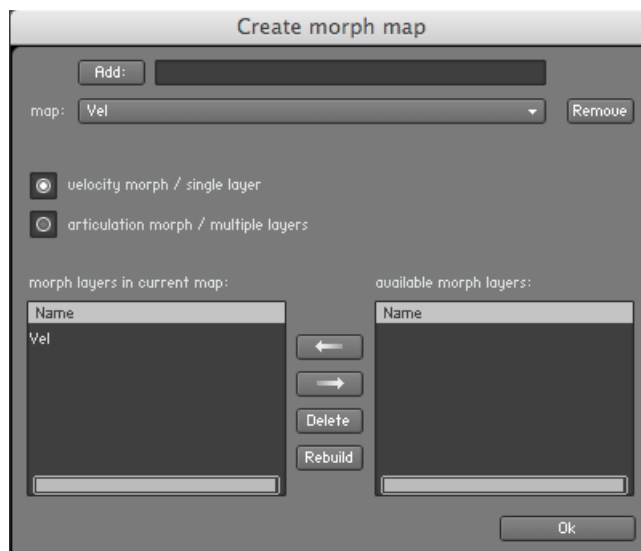 Create morph map
Add:
map: Vel Remove
velocity morph / single layer
articulation morph / multiple layers
morph layers in current map: available morph layers:
Name Name
Vel
Delete
Rebuild
Ok